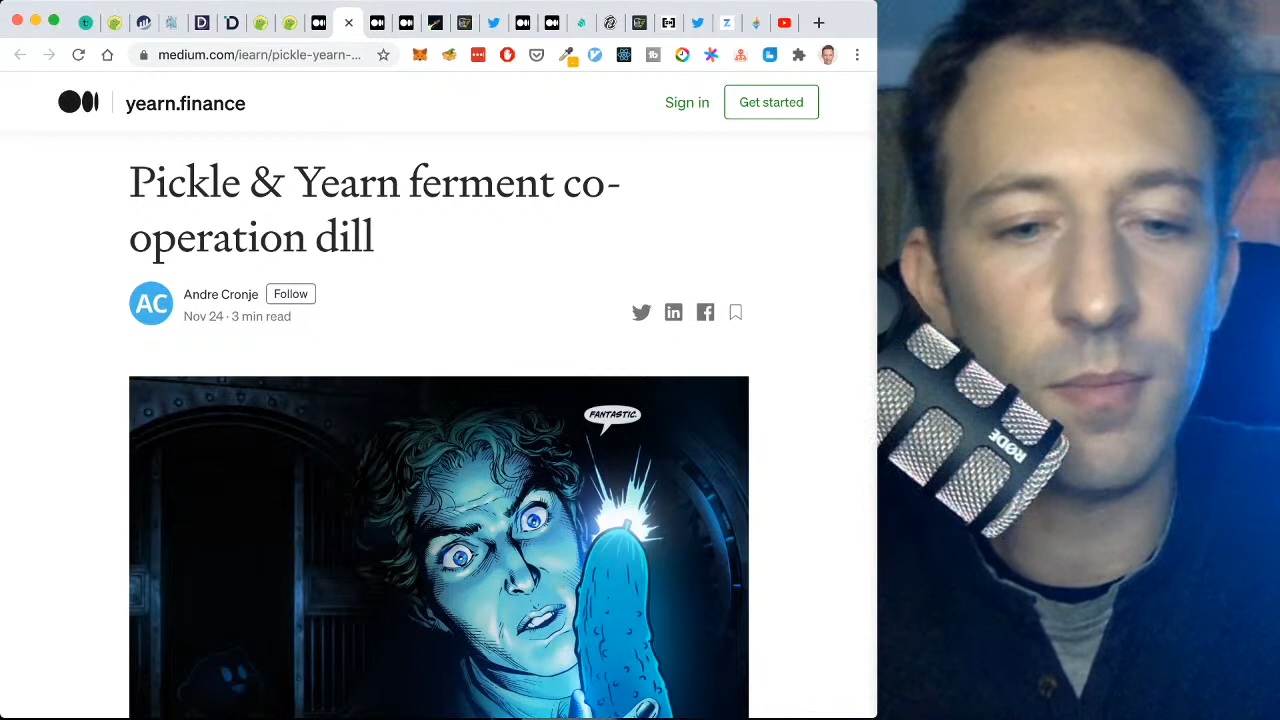 medium.com/iearn/pickle-yearn-...
yearn.finance
Sign in
Get started
Pickle & Yearn ferment co-
operation dill
AC
Andre Cronje
Follow
Nov 24 · 3 min read
FANTASTIC.
RØDE